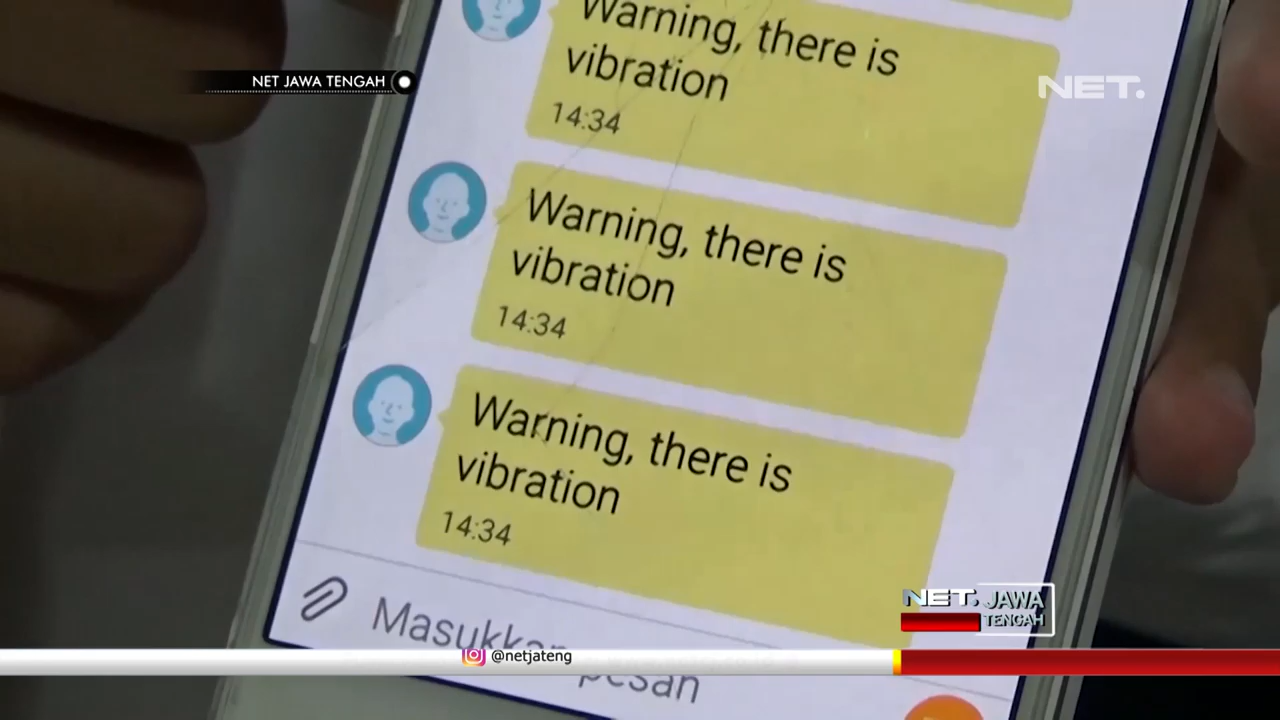 NET JAWA TENGAH
NET.
Warning, there is
vibration
14:34
Warning, there is
vibration
14:34
Warning, there is
vibration
14:34
Masukkan pesan
NET. JAWA
TENGAH
@netjateng